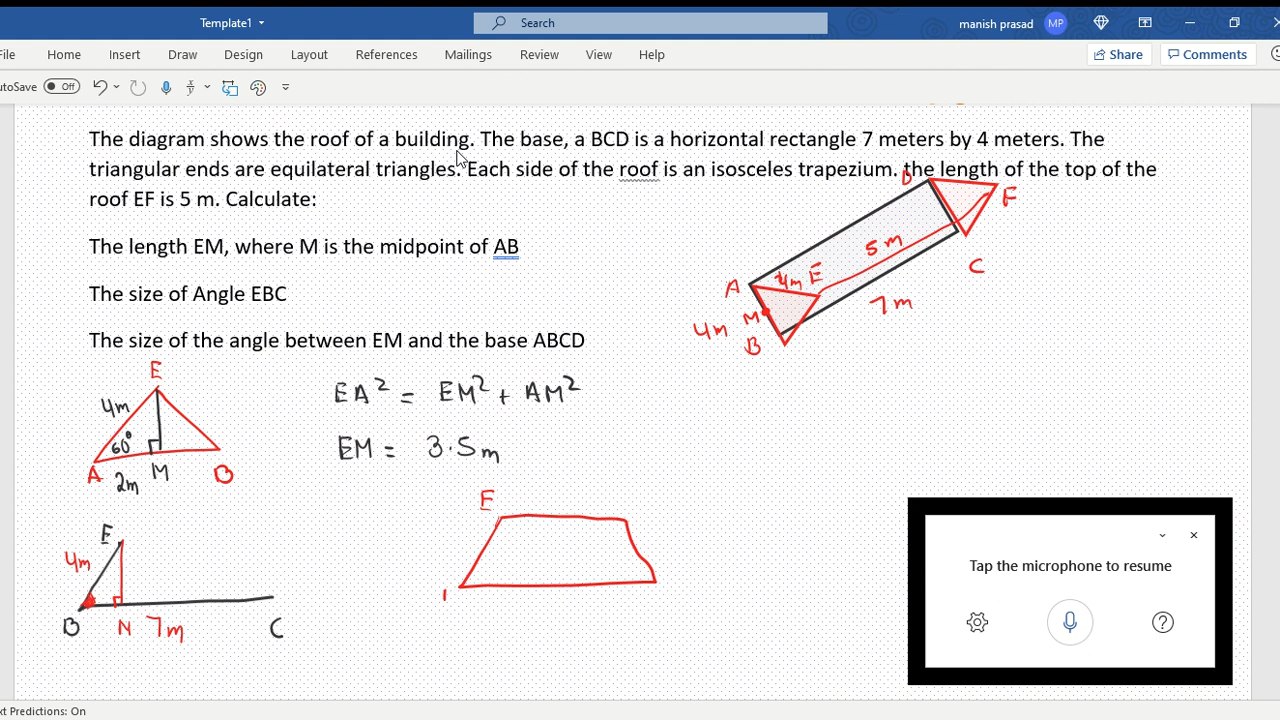 Template1
Search
manish prasad MP
File Home Insert Draw Design Layout References Mailings Review View Help Share Comments
utoSave Off
The diagram shows the roof of a building. The base, a BCD is a horizontal rectangle 7 meters by 4 meters. The
triangular ends are equilateral triangles. Each side of the roof is an isosceles trapezium. the length of the top of the
roof EF is 5 m. Calculate:
The length EM, where M is the midpoint of AB
The size of Angle EBC
The size of the angle between EM and the base ABCD
D
F
5 m
C
A 4m E
7m
4m M
B
E
4m
60°
A 2m M B
EA² = EM² + AM²
EM = 3.5m
E
E
4m
B N 7m C
Tap the microphone to resume
xt Predictions: On